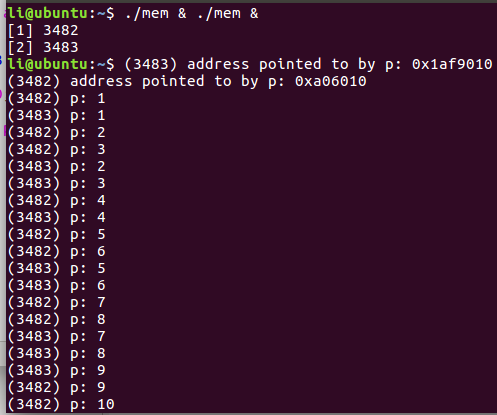 li@ubuntu:~$ ./mem & ./mem &
[1] 3482
[2] 3483
li@ubuntu:~$ (3483) address pointed to by p: 0x1af9010
(3482) address pointed to by p: 0xa06010
(3482) p: 1
(3483) p: 1
(3482) p: 2
(3482) p: 3
(3483) p: 2
(3483) p: 3
(3482) p: 4
(3483) p: 4
(3482) p: 5
(3482) p: 6
(3483) p: 5
(3483) p: 6
(3482) p: 7
(3482) p: 8
(3483) p: 7
(3483) p: 8
(3483) p: 9
(3482) p: 9
(3482) p: 10